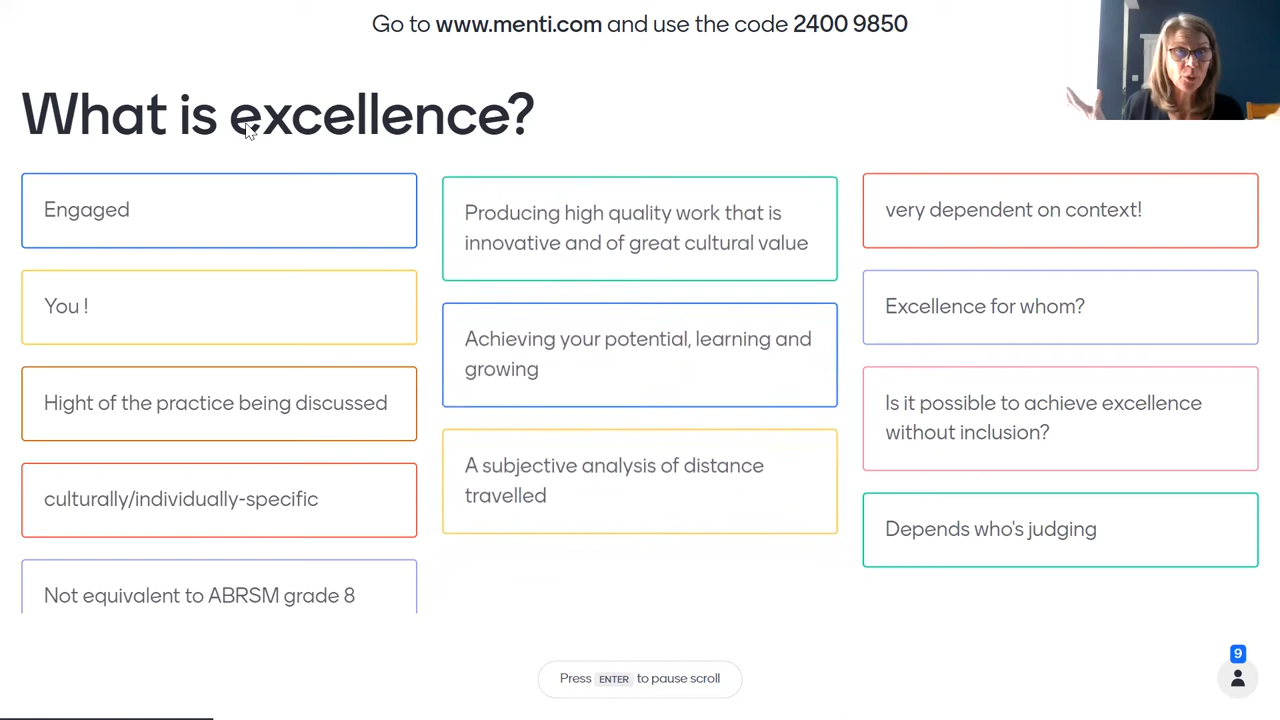 Go to www.menti.com and use the code 2400 9850
What is excellence?
Engaged
You !
Hight of the practice being discussed
culturally/individually-specific
Not equivalent to ABRSM grade 8
Producing high quality work that is
innovative and of great cultural value
Achieving your potential, learning and
growing
A subjective analysis of distance
travelled
very dependent on context!
Excellence for whom?
Is it possible to achieve excellence
without inclusion?
Depends who's judging
Press ENTER to pause scroll
9